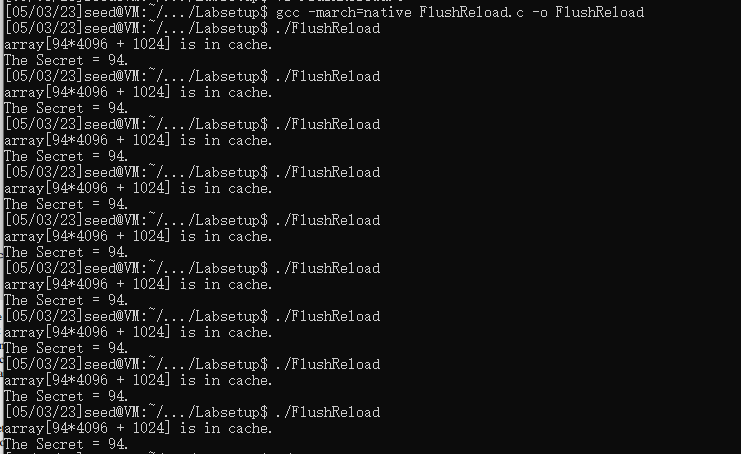 [05/03/23]seed@VM:~/.../Labsetup$ gcc -march=native FlushReload.c -o FlushReload
[05/03/23]seed@VM:~/.../Labsetup$ ./FlushReload
array[94*4096 + 1024] is in cache.
The Secret = 94.
[05/03/23]seed@VM:~/.../Labsetup$ ./FlushReload
array[94*4096 + 1024] is in cache.
The Secret = 94.
[05/03/23]seed@VM:~/.../Labsetup$ ./FlushReload
array[94*4096 + 1024] is in cache.
The Secret = 94.
[05/03/23]seed@VM:~/.../Labsetup$ ./FlushReload
array[94*4096 + 1024] is in cache.
The Secret = 94.
[05/03/23]seed@VM:~/.../Labsetup$ ./FlushReload
array[94*4096 + 1024] is in cache.
The Secret = 94.
[05/03/23]seed@VM:~/.../Labsetup$ ./FlushReload
array[94*4096 + 1024] is in cache.
The Secret = 94.
[05/03/23]seed@VM:~/.../Labsetup$ ./FlushReload
array[94*4096 + 1024] is in cache.
The Secret = 94.
[05/03/23]seed@VM:~/.../Labsetup$ ./FlushReload
array[94*4096 + 1024] is in cache.
The Secret = 94.
[05/03/23]seed@VM:~/.../Labsetup$ ./FlushReload
array[94*4096 + 1024] is in cache.
The Secret = 94.